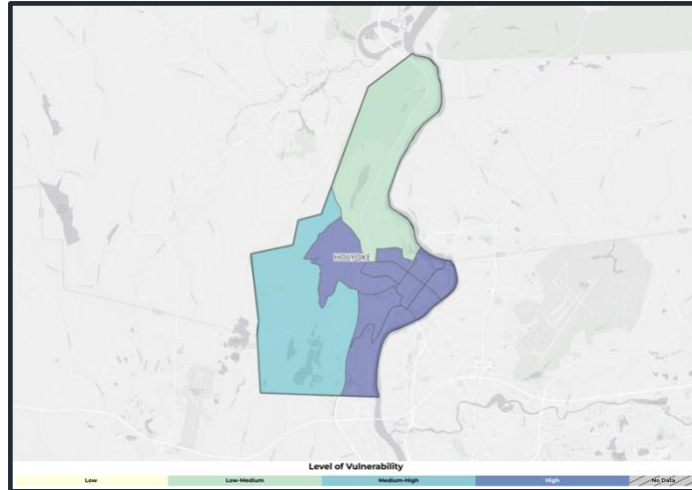 HOLYOKE
Level of Vulnerability
Low Low-Medium Medium-High High No Data